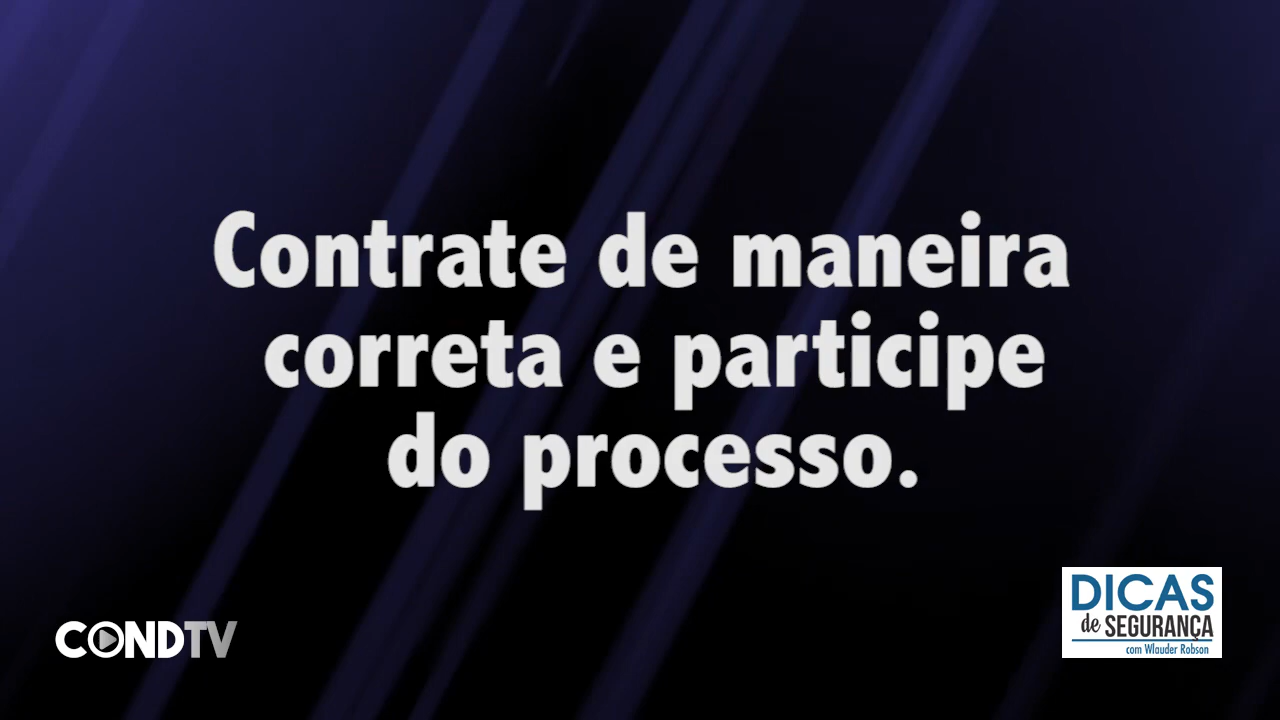 Contrate de maneira
correta e participe
do processo.
CONDTV
DICAS
de SEGURANÇA
com Wlauder Robson